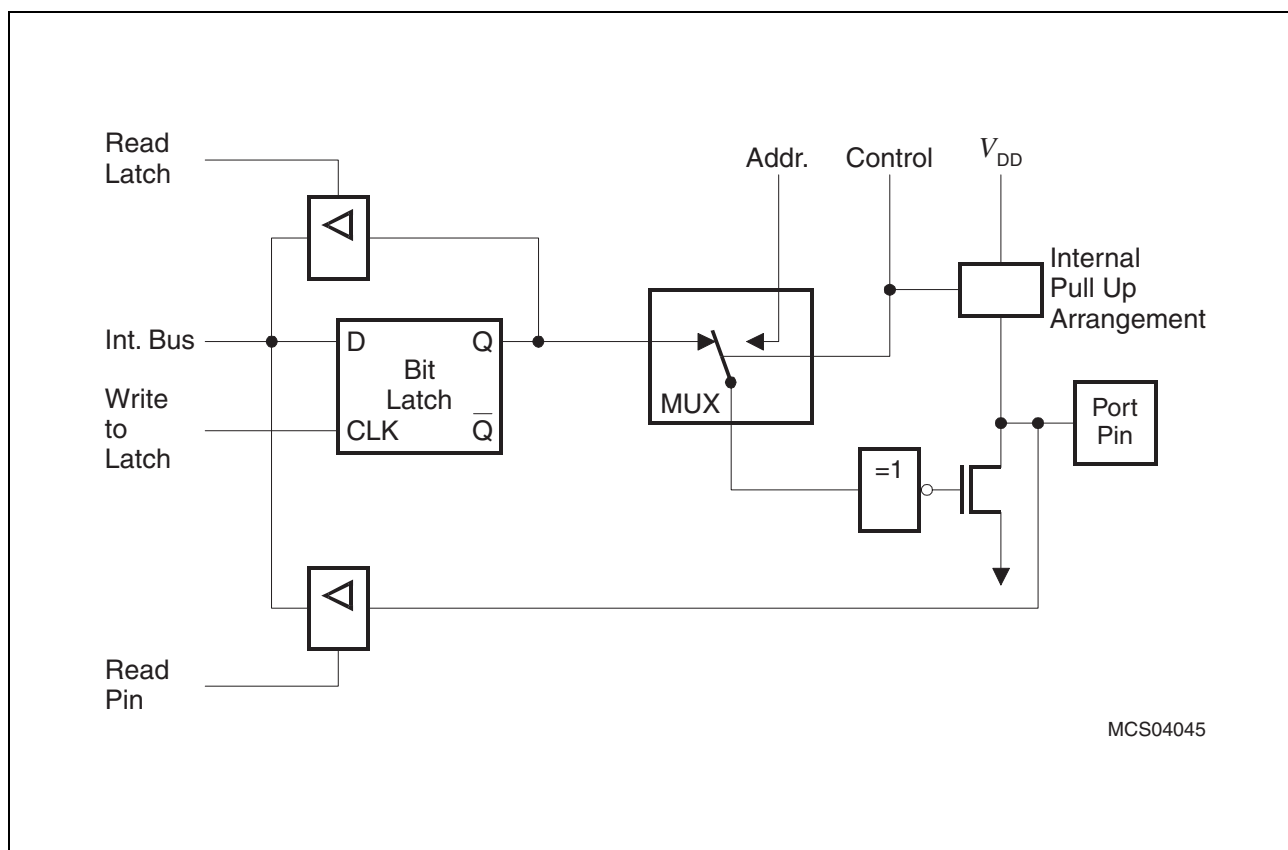 Read
Latch
Addr.
Control
VDD
Internal
Pull Up
Arrangement
Int. Bus
D
Q
Bit
Latch
Write
to
Latch
CLK
Q̅
MUX
Port
Pin
=1
Read
Pin
MCS04045